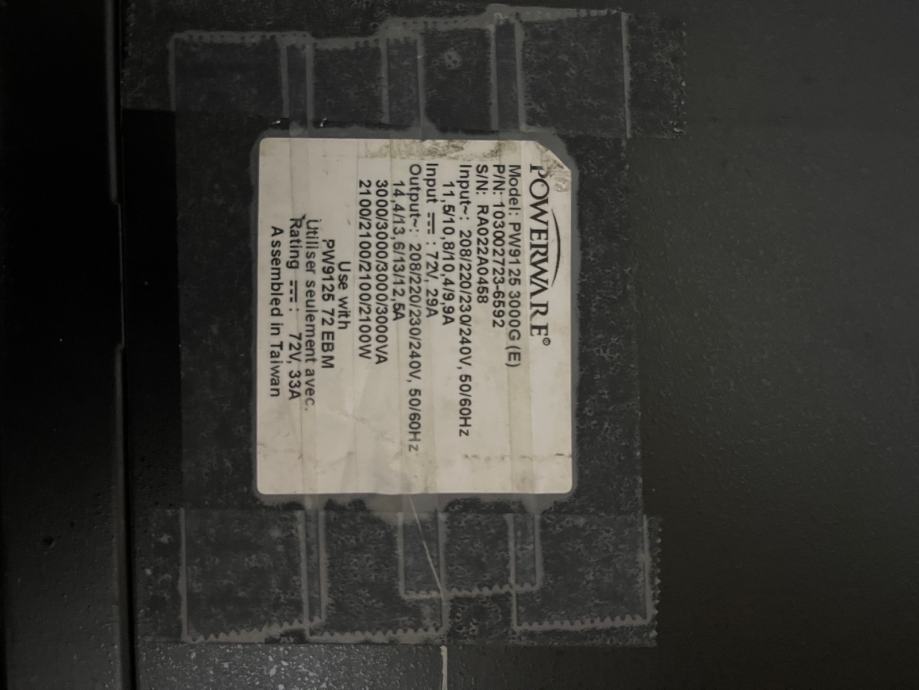 POWERWARE®
Model: PW9125 3000G (E)
P/N: 103002723-6592
S/N: RA022A0458
Input~: 208/220/230/240V, 50/60Hz
11,5/10,8/10,4/9,9A
Input ⎓ : 72V, 29A
Output~: 208/220/230/240V, 50/60Hz
14,4/13,6/13/12,5A
3000/3000/3000/3000VA
2100/2100/2100/2100W
Use with
PW9125 72 EBM
Utiliser seulement avec.
Rating ⎓ : 72V, 33A
Assembled in Taiwan